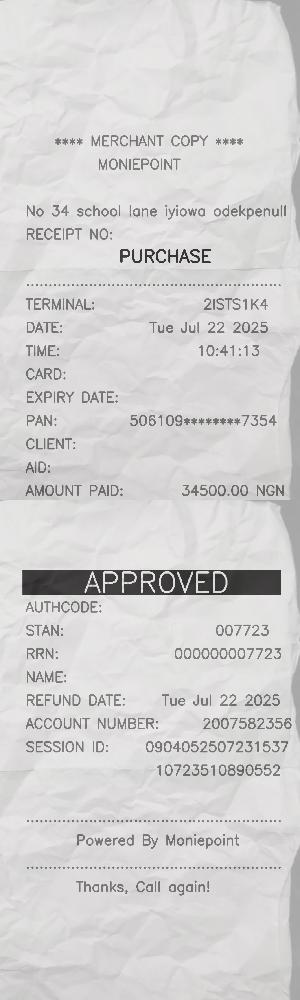 **** MERCHANT COPY ****
MONIEPOINT
No 34 school lane iyiowa odekpenull
RECEIPT NO:
PURCHASE
TERMINAL: 2ISTS1K4
DATE: Tue Jul 22 2025
TIME: 10:41:13
CARD:
EXPIRY DATE:
PAN: 506109********7354
CLIENT:
AID:
AMOUNT PAID: 34500.00 NGN
APPROVED
AUTHCODE:
STAN: 007723
RRN: 000000007723
NAME:
REFUND DATE: Tue Jul 22 2025
ACCOUNT NUMBER: 2007582356
SESSION ID: 0904052507231537
10723510890552
Powered By Moniepoint
Thanks, Call again!